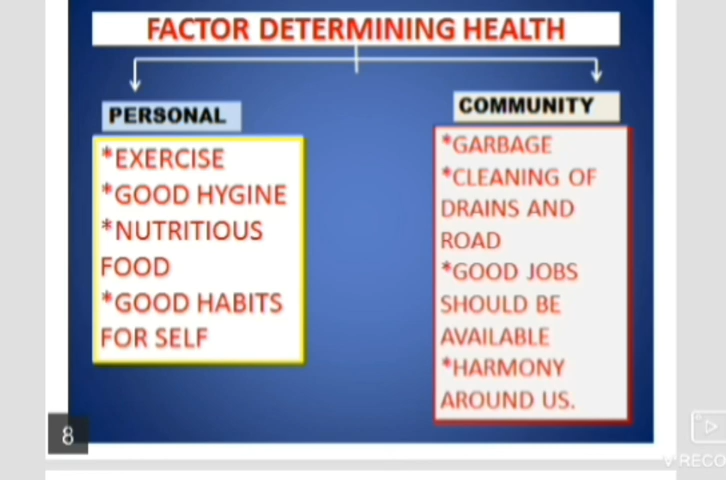 FACTOR DETERMINING HEALTH
PERSONAL
*EXERCISE
*GOOD HYGINE
*NUTRITIOUS
FOOD
*GOOD HABITS
FOR SELF
COMMUNITY
*GARBAGE
*CLEANING OF
DRAINS AND
ROAD
*GOOD JOBS
SHOULD BE
AVAILABLE
*HARMONY
AROUND US.
8